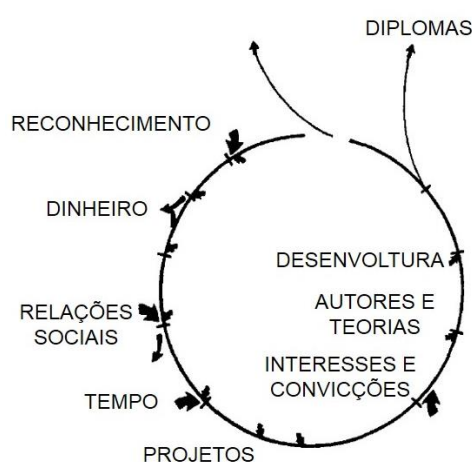 DIPLOMAS
RECONHECIMENTO
DINHEIRO
DESENVOLTURA
AUTORES E
TEORIAS
RELAÇÕES
SOCIAIS
INTERESSES E
CONVICÇÕES
TEMPO
PROJETOS